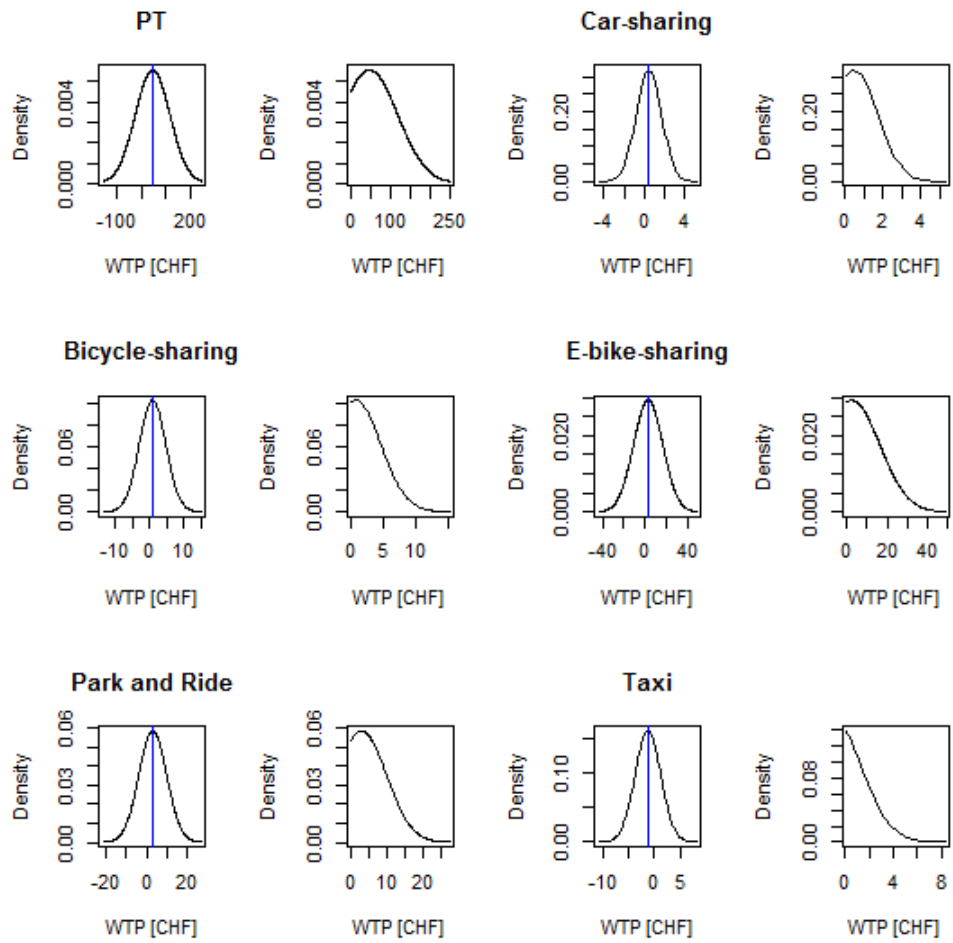 PT
Density
0.000 0.004
-100 200
WTP [CHF]
Density
0.000 0.004
0 100 250
WTP [CHF]
Car-sharing
Density
0.00 0.20
-4 0 4
WTP [CHF]
Density
0.00 0.20
0 2 4
WTP [CHF]
Bicycle-sharing
Density
0.00 0.06
-10 0 10
WTP [CHF]
Density
0.00 0.06
0 5 10
WTP [CHF]
E-bike-sharing
Density
0.000 0.020
-40 0 40
WTP [CHF]
Density
0.000 0.020
0 20 40
WTP [CHF]
Park and Ride
Density
0.00 0.03 0.06
-20 0 20
WTP [CHF]
Density
0.00 0.03 0.06
0 10 20
WTP [CHF]
Taxi
Density
0.00 0.10
-10 0 5
WTP [CHF]
Density
0.00 0.08
0 4 8
WTP [CHF]